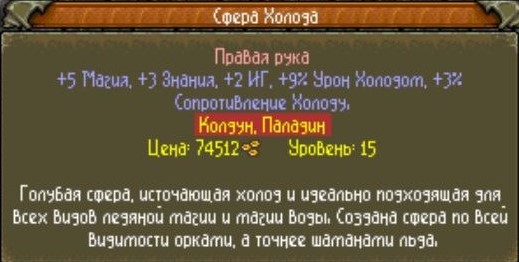 Сфера Холода
Правая рука
+5 Магия, +3 Знания, +2 ИГ, +9% Урон Холодом, +3%
Сопротивление Холоду.
Колдун, Паладин
Цена: 74512 Уровень: 15
Голубая сфера, источающая холод и идеально подходящая для
всех видов ледяной магии и магии воды. Создана сфера по всей
видимости орками, а точнее шаманами льда.